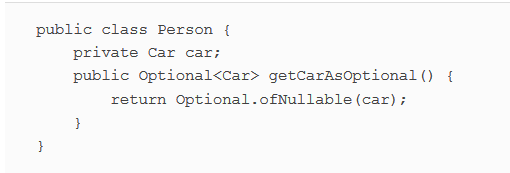 public class Person {
    private Car car;
    public Optional<Car> getCarAsOptional() {
        return Optional.ofNullable(car);
    }
}